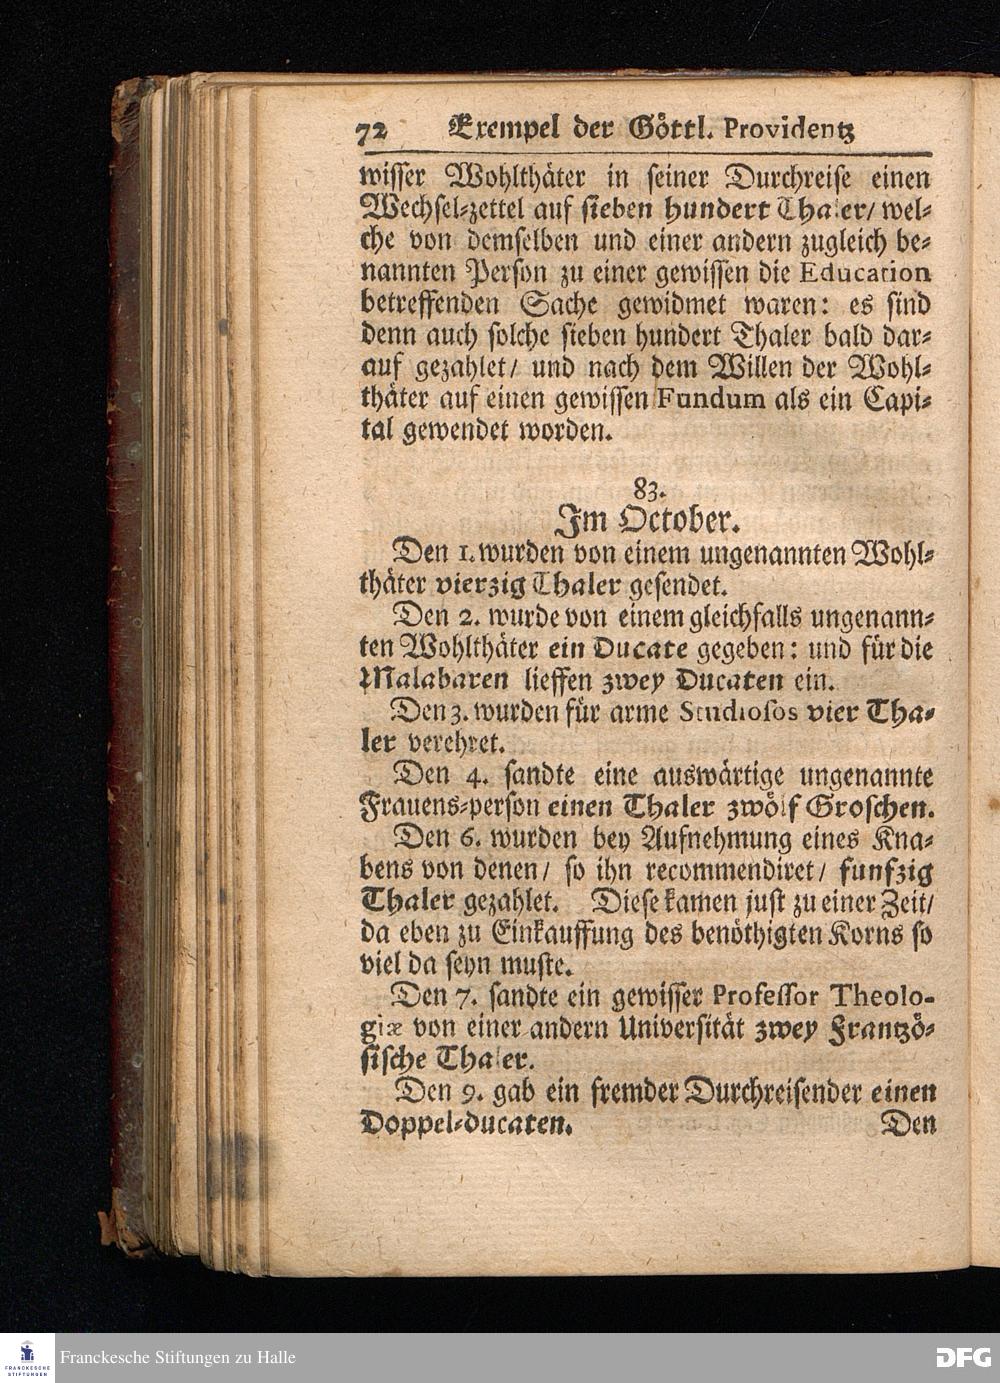 72 Exempel der Göttl. Providentz
wisser Wohlthäter in seiner Durchreise einen
Wechsel-zettel auf sieben hundert Thaler/ wel-
che von demselben und einer andern zugleich be-
nannten Person zu einer gewissen die Education
betreffenden Sache gewidmet waren: es sind
denn auch solche sieben hundert Thaler bald dar-
auf gezahlet/ und nach dem Willen der Wohl-
thäter auf einen gewissen Fundum als ein Capi-
tal gewendet worden.
83.
Im October.
Den 1. wurden von einem ungenannten Wohl-
thäter vierzig Thaler gesendet.
Den 2. wurde von einem gleichfalls ungenann-
ten Wohlthäter ein Ducate gegeben: und für die
Malabaren lieffen zwey Ducaten ein.
Den 3. wurden für arme Studiosos vier Tha-
ler verehret.
Den 4. sandte eine auswärtige ungenannte
Frauens-person einen Thaler zwölf Groschen.
Den 6. wurden bey Aufnehmung eines Kna-
bens von denen/ so ihn recommendiret/ funfzig
Thaler gezahlet. Diese kamen just zu einer Zeit/
da eben zu Einkauffung des benöthigten Korns so
viel da seyn muste.
Den 7. sandte ein gewisser Professor Theolo-
giæ von einer andern Universität zwey Frantzö-
sische Thaler.
Den 9. gab ein fremder Durchreisender einen
Doppel-ducaten. Den
FRANCKESCHE
STIFTUNGEN
Franckesche Stiftungen zu Halle
DFG